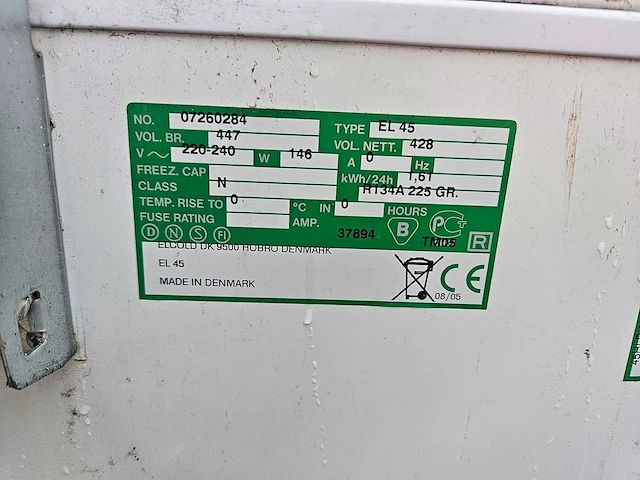 NO. 07260284 TYPE EL 45
VOL. BR. 447 VOL. NETT. 428
V ~ 220-240 W 146 A 0 Hz
FREEZ. CAP kWh/24h 1,61
CLASS N R134A 225 GR.
TEMP. RISE TO 0 °C IN 0 HOURS
FUSE RATING AMP.
D N S FI 37894 B TM05 R
ELCOLD DK 9500 HOBRO DENMARK
EL 45
MADE IN DENMARK
08/05
CE